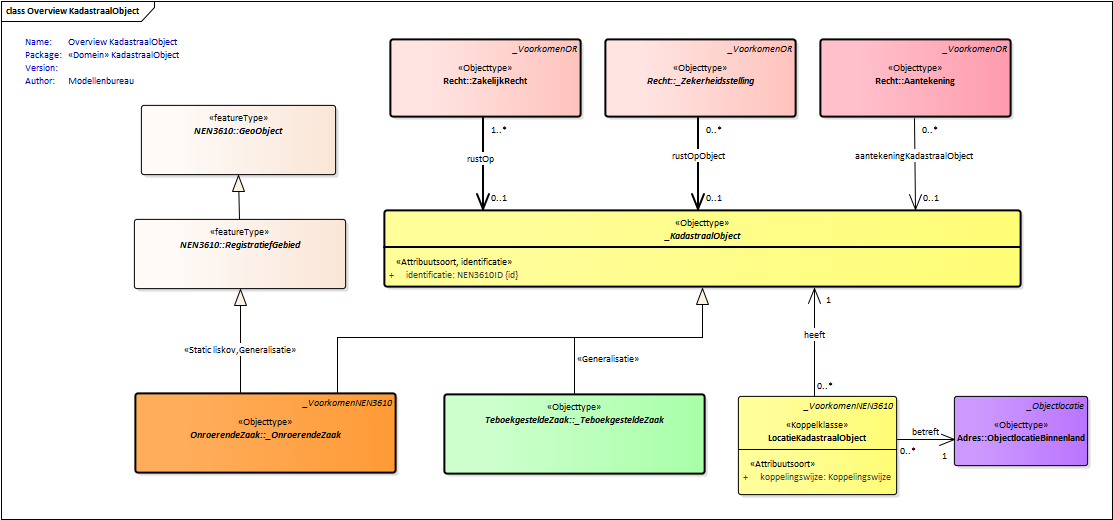 class Overview KadastraalObject
Name: Overview KadastraalObject
Package: «Domein» KadastraalObject
Version:
Author: Modellenbureau
_VoorkomenOR
«Objecttype»
Recht::ZakelijkRecht
_VoorkomenOR
«Objecttype»
Recht::_Zekerheidsstelling
_VoorkomenOR
«Objecttype»
Recht::Aantekening
«featureType»
NEN3610::GeoObject
1..*
0..*
0..*
rustOp
rustOpObject
aantekeningKadastraalObject
0..1
0..1
0..1
«featureType»
NEN3610::RegistratiefGebied
«Objecttype»
_KadastraalObject
«Attribuutsoort, identificatie»
+ identificatie: NEN3610ID {id}
1
heeft
«Static liskov,Generalisatie»
«Generalisatie»
0..*
_VoorkomenNEN3610
«Objecttype»
OnroerendeZaak::_OnroerendeZaak
«Objecttype»
TeboekgesteldeZaak::_TeboekgesteldeZaak
_VoorkomenNEN3610
«Koppelklasse»
LocatieKadastraalObject
«Attribuutsoort»
+ koppelingswijze: Koppelingswijze
betreft
0..*
1
_Objectlocatie
«Objecttype»
Adres::ObjectlocatieBinnenland